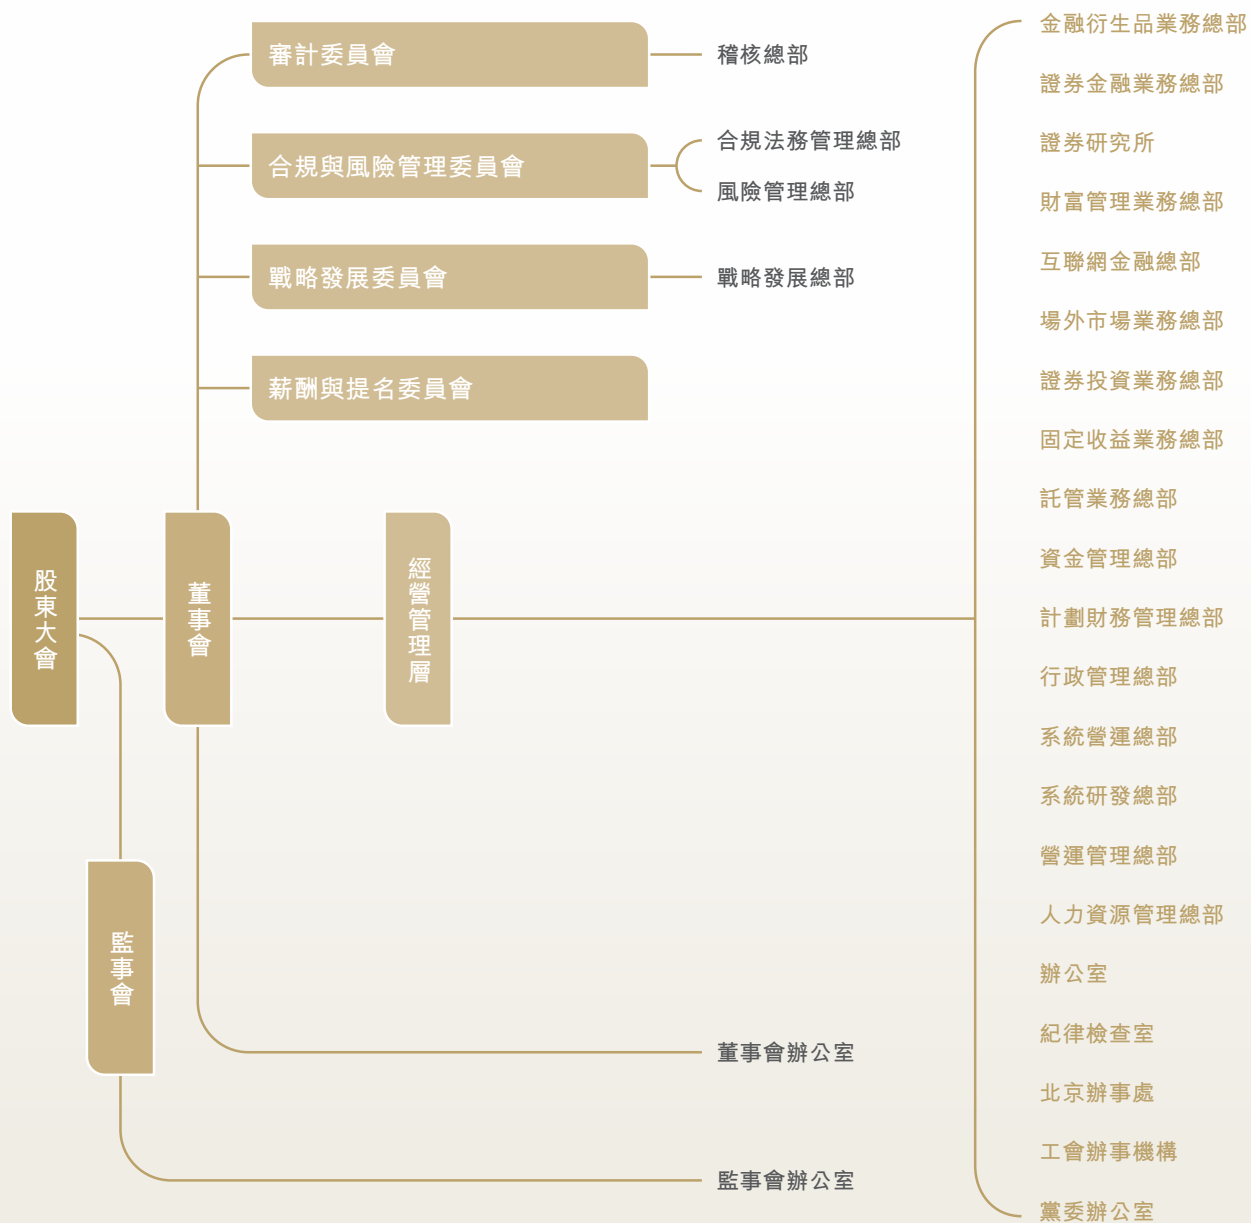 審計委員會
稽核總部
合規與風險管理委員會
合規法務管理總部
風險管理總部
戰略發展委員會
戰略發展總部
薪酬與提名委員會
股東大會
董事會
經營管理層
監事會
董事會辦公室
監事會辦公室
金融衍生品業務總部
證券金融業務總部
證券研究所
財富管理業務總部
互聯網金融總部
場外市場業務總部
證券投資業務總部
固定收益業務總部
託管業務總部
資金管理總部
計劃財務管理總部
行政管理總部
系統營運總部
系統研發總部
營運管理總部
人力資源管理總部
辦公室
紀律檢查室
北京辦事處
工會辦事機構
黨委辦公室